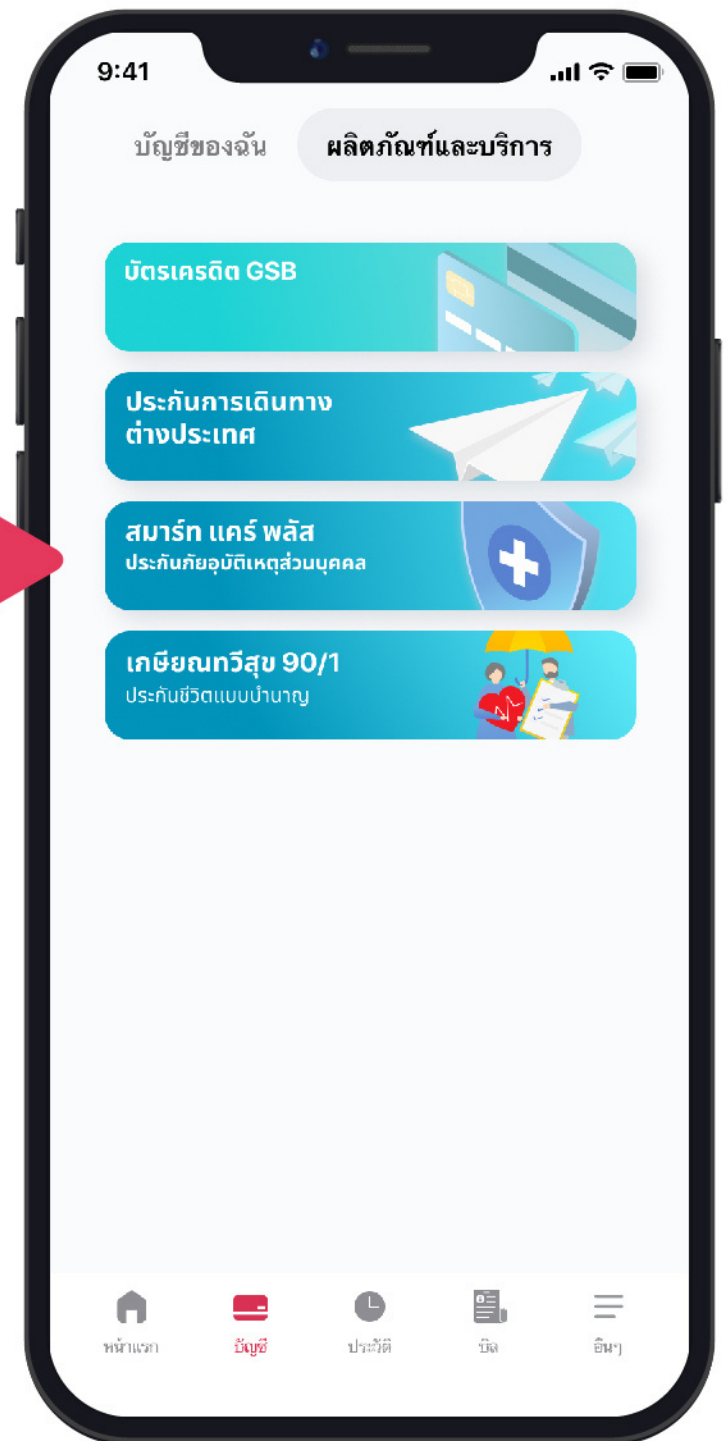 9:41
บัญชีของฉัน
ผลิตภัณฑ์และบริการ
บัตรเครดิต GSB
ประกันการเดินทาง
ต่างประเทศ
สมาร์ท แคร์ พลัส
ประกันภัยอุบัติเหตุส่วนบุคคล
เกษียณทวีสุข 90/1
ประกันชีวิตแบบบำนาญ
หน้าแรก
บัญชี
ประวัติ
บิล
อื่นๆ